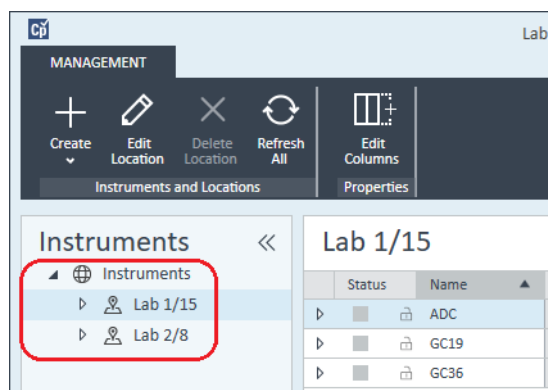 Cp
Lab
MANAGEMENT
Create
Edit Location
Delete Location
Refresh All
Edit Columns
Instruments and Locations
Properties
Instruments
Instruments
Lab 1/15
Lab 2/8
Lab 1/15
Status Name
ADC
GC19
GC36